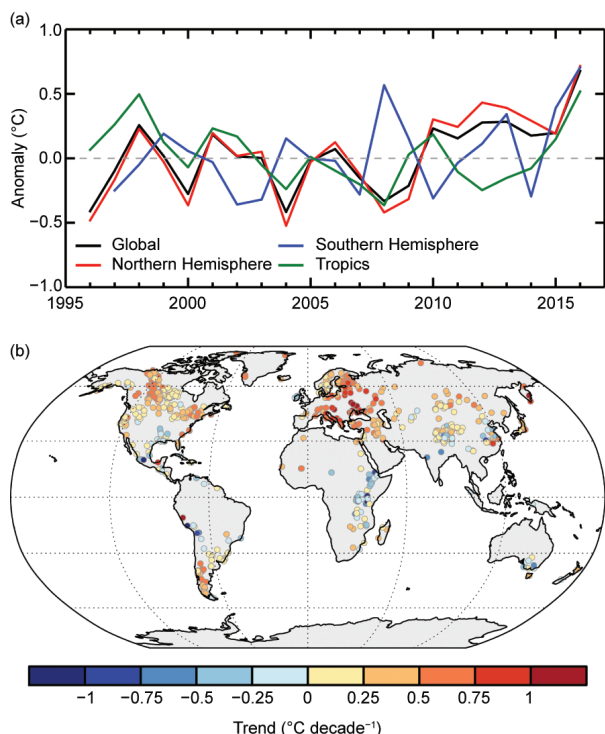 (a)
1.0
0.5
0.0
−0.5
−1.0
Anomaly (°C)
Global
Northern Hemisphere
Southern Hemisphere
Tropics
1995
2000
2005
2010
2015
(b)
−1 −0.75 −0.5 −0.25 0 0.25 0.5 0.75 1
Trend (°C decade⁻¹)